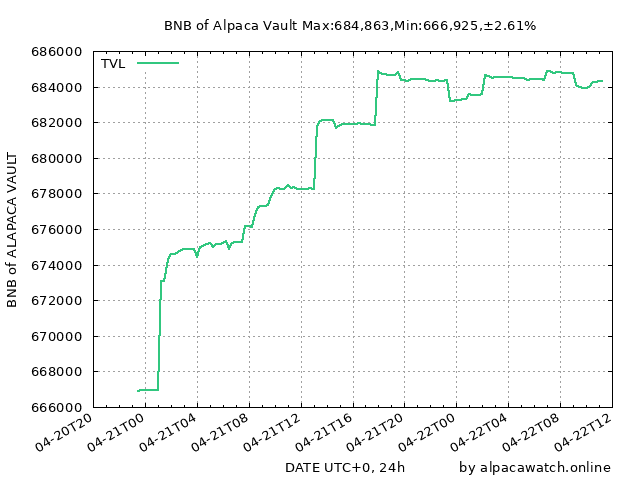 BNB of Alpaca Vault Max:684,863,Min:666,925,±2.61%
TVL
BNB of ALAPACA VAULT
686000
684000
682000
680000
678000
676000
674000
672000
670000
668000
666000
04-20T20
04-21T00
04-21T04
04-21T08
04-21T12
04-21T16
04-21T20
04-22T00
04-22T04
04-22T08
04-22T12
DATE UTC+0, 24h
by alpacawatch.online